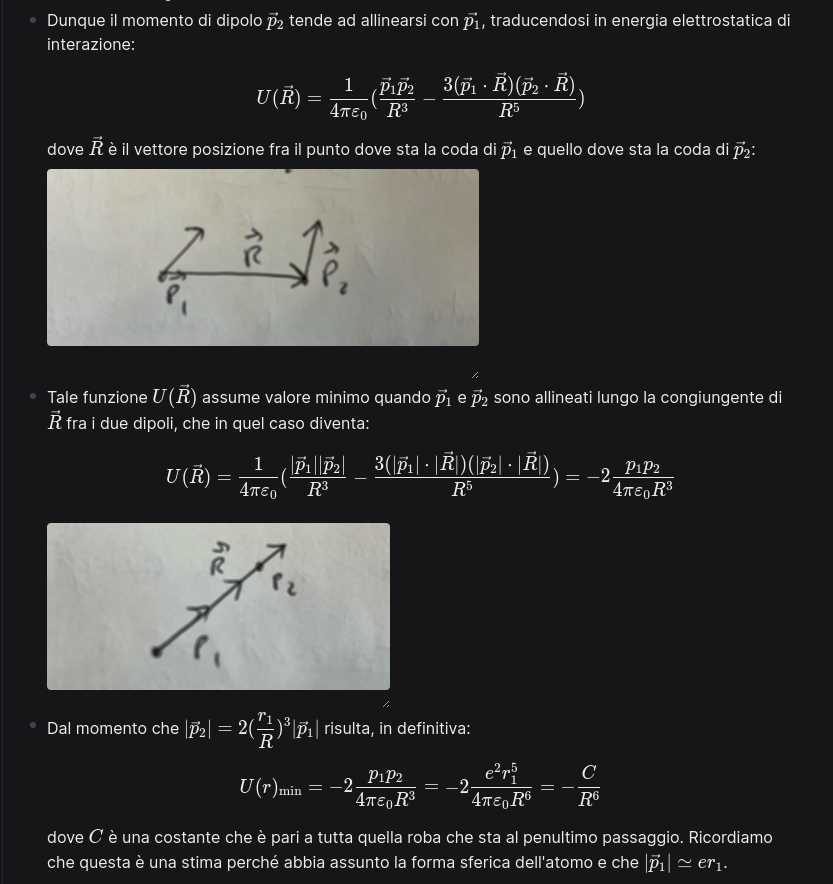 Dunque il momento di dipolo $\vec{p}_2$ tende ad allinearsi con $\vec{p}_1$, traducendosi in energia elettrostatica di
interazione:
$U(\vec{R}) = \frac{1}{4\pi\varepsilon_0}(\frac{\vec{p}_1\vec{p}_2}{R^3} - \frac{3(\vec{p}_1 \cdot \vec{R})(\vec{p}_2 \cdot \vec{R})}{R^5})$
dove $\vec{R}$ è il vettore posizione fra il punto dove sta la coda di $\vec{p}_1$ e quello dove sta la coda di $\vec{p}_2$:
$\vec{R}$
$\vec{P}_1$ $\vec{P}_2$
Tale funzione $U(\vec{R})$ assume valore minimo quando $\vec{p}_1$ e $\vec{p}_2$ sono allineati lungo la congiungente di
$\vec{R}$ fra i due dipoli, che in quel caso diventa:
$U(\vec{R}) = \frac{1}{4\pi\varepsilon_0}(\frac{|\vec{p}_1||\vec{p}_2|}{R^3} - \frac{3(|\vec{p}_1| \cdot |\vec{R}|)(|\vec{p}_2| \cdot |\vec{R}|)}{R^5}) = -2\frac{p_1p_2}{4\pi\varepsilon_0R^3}$
$\vec{R}$
$P_2$
$P_1$
Dal momento che $|\vec{p}_2| = 2(\frac{r_1}{R})^3|\vec{p}_1|$ risulta, in definitiva:
$U(r)_{\min} = -2\frac{p_1p_2}{4\pi\varepsilon_0R^3} = -2\frac{e^2r_1^5}{4\pi\varepsilon_0R^6} = -\frac{C}{R^6}$
dove $C$ è una costante che è pari a tutta quella roba che sta al penultimo passaggio. Ricordiamo
che questa è una stima perché abbia assunto la forma sferica dell'atomo e che $|\vec{p}_1| \simeq er_1$.